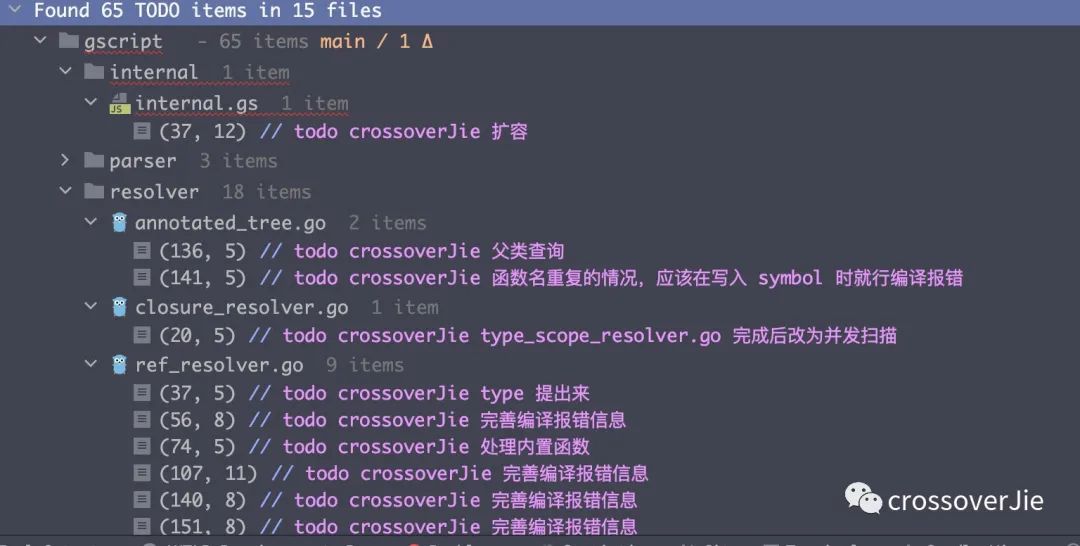 Found 65 TODO items in 15 files
gscript - 65 items main / 1 Δ
internal 1 item
internal.gs 1 item
(37, 12) // todo crossoverJie 扩容
parser 3 items
resolver 18 items
annotated_tree.go 2 items
(136, 5) // todo crossoverJie 父类查询
(141, 5) // todo crossoverJie 函数名重复的情况，应该在写入 symbol 时就行编译报错
closure_resolver.go 1 item
(20, 5) // todo crossoverJie type_scope_resolver.go 完成后改为并发扫描
ref_resolver.go 9 items
(37, 5) // todo crossoverJie type 提出来
(56, 8) // todo crossoverJie 完善编译报错信息
(74, 5) // todo crossoverJie 处理内置函数
(107, 11) // todo crossoverJie 完善编译报错信息
(140, 8) // todo crossoverJie 完善编译报错信息
(151, 8) // todo crossoverJie 完善编译报错信息
crossoverJie